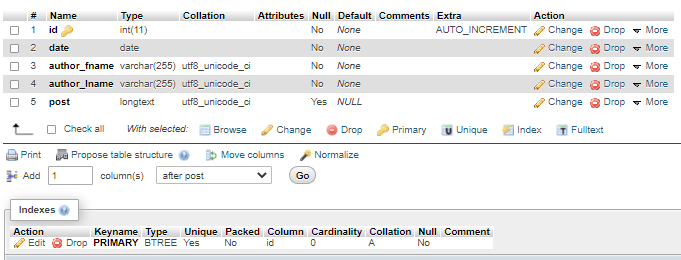 # Name Type Collation Attributes Null Default Comments Extra Action
1 id int(11) No None AUTO_INCREMENT Change Drop More
2 date date No None Change Drop More
3 author_fname varchar(255) utf8_unicode_ci No None Change Drop More
4 author_lname varchar(255) utf8_unicode_ci No None Change Drop More
5 post longtext utf8_unicode_ci Yes NULL Change Drop More
Check all With selected: Browse Change Drop Primary Unique Index Fulltext
Print Propose table structure Move columns Normalize
Add 1 column(s) after post Go
Indexes
Action Keyname Type Unique Packed Column Cardinality Collation Null Comment
Edit Drop PRIMARY BTREE Yes No id 0 A No